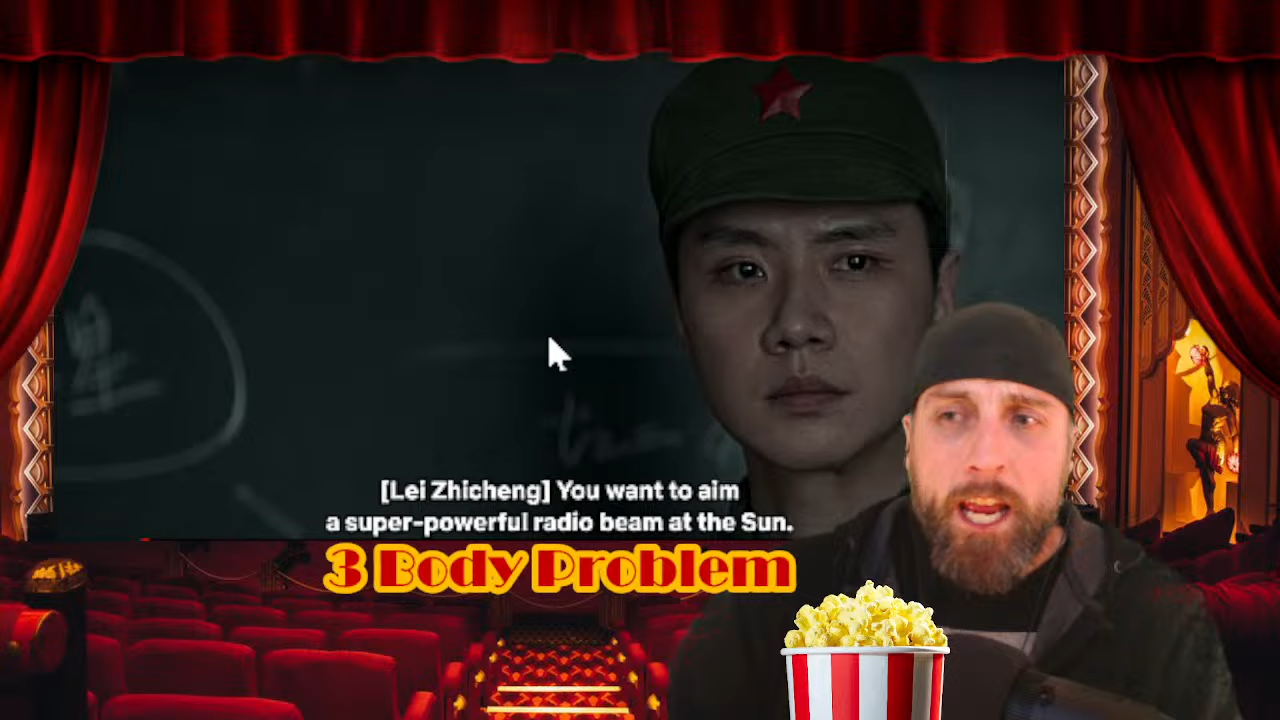 [Lei Zhicheng] You want to aim
a super-powerful radio beam at the Sun.
3 Body Problem